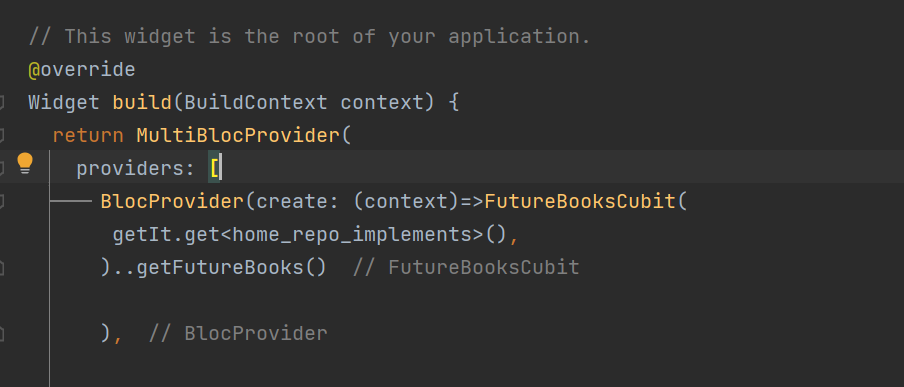 // This widget is the root of your application.
@override
Widget build(BuildContext context) {
return MultiBlocProvider(
providers: [
BlocProvider(create: (context)=>FutureBooksCubit(
getIt.get<home_repo_implements>(),
)..getFutureBooks()  // FutureBooksCubit
),  // BlocProvider